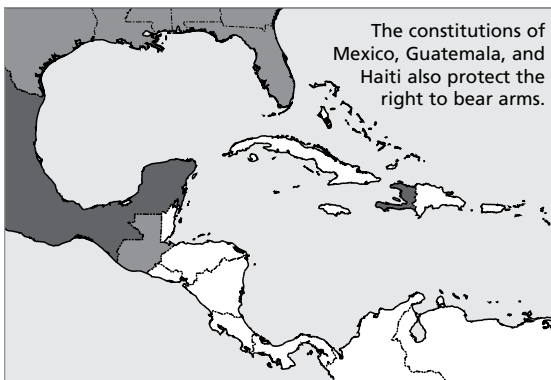 The constitutions of
Mexico, Guatemala, and
Haiti also protect the
right to bear arms.